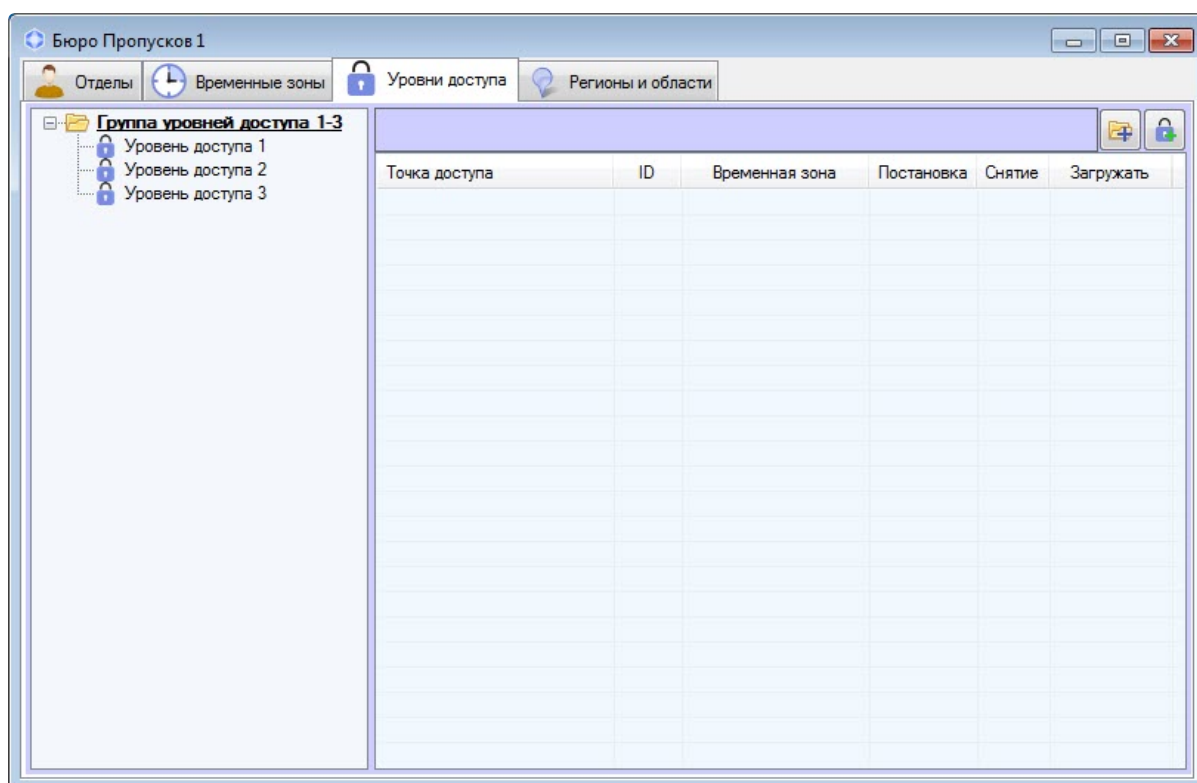 Бюро Пропусков 1
Отделы Временные зоны Уровни доступа Регионы и области
Группа уровней доступа 1-3
Уровень доступа 1
Уровень доступа 2
Уровень доступа 3
Точка доступа ID Временная зона Постановка Снятие Загружать